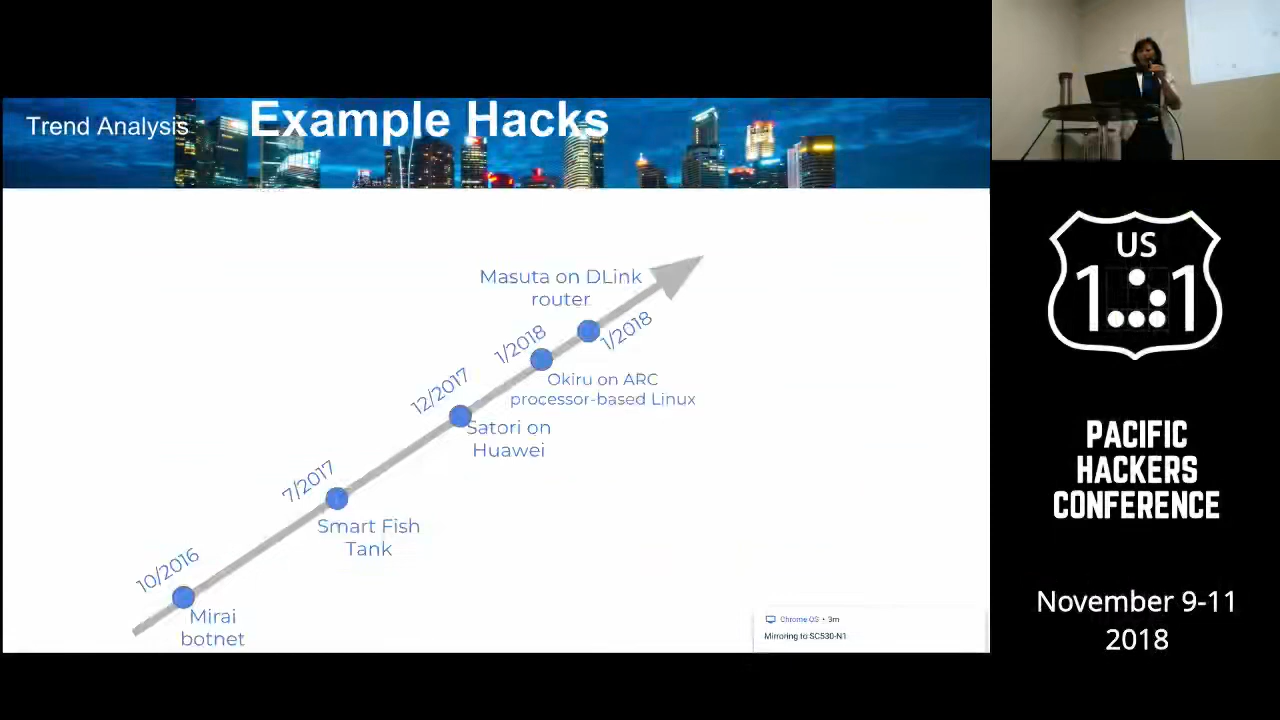 Trend Analysis
Example Hacks
Masuta on DLink
router
1/2018
1/2018
Okiru on ARC
processor-based Linux
12/2017
Satori on
Huawei
7/2017
Smart Fish
Tank
10/2016
Mirai
botnet
Chrome OS • 3m
Mirroring to SC530-N1
US
101
PACIFIC
HACKERS
CONFERENCE
November 9-11
2018